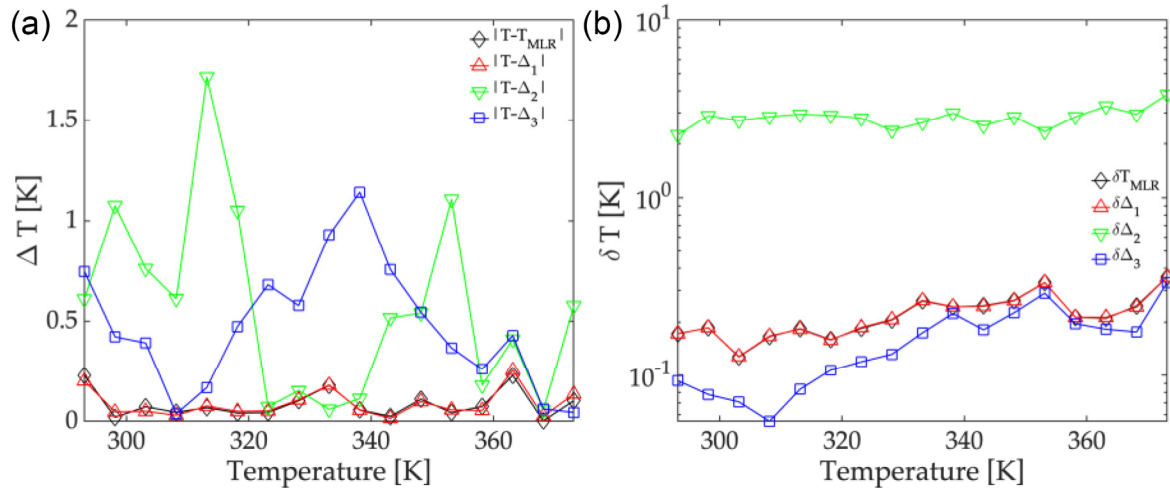 (a)
2
1.5
1
0.5
0
Δ T [K]
300
320
340
360
Temperature [K]
|T-T_MLR|
|T-Δ_1|
|T-Δ_2|
|T-Δ_3|
(b)
10^1
10^0
10^-1
δ T [K]
300
320
340
360
Temperature [K]
δT_MLR
δΔ_1
δΔ_2
δΔ_3